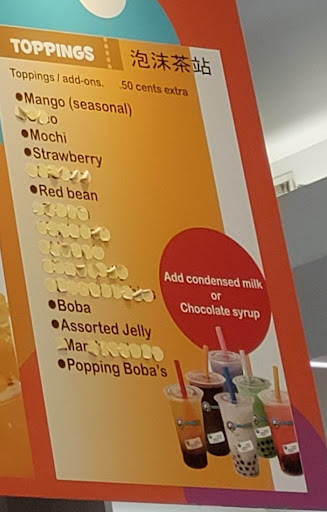 TOPPINGS 泡沫茶站
Toppings / add-ons. .50 cents extra
•Mango (seasonal)
•Mochi
•Strawberry
•Red bean
•Boba
•Assorted Jelly
•Popping Boba's
Add condensed milk
or
Chocolate syrup